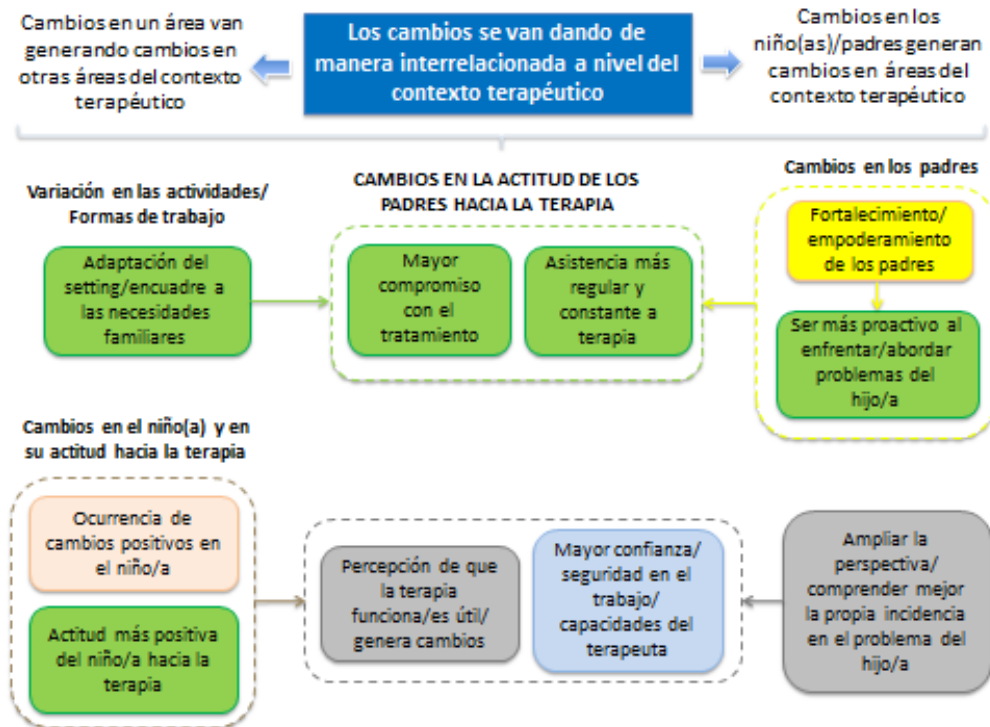 Cambios en un área van
generando cambios en
otras áreas del contexto
terapéutico
Los cambios se van dando de
manera interrelacionada a nivel del
contexto terapéutico
Cambios en los
niño(as)/padres generan
cambios en áreas del
contexto terapéutico
Variación en las actividades/
Formas de trabajo
Adaptación del
setting/encuadre a
las necesidades
familiares
CAMBIOS EN LA ACTITUD DE LOS
PADRES HACIA LA TERAPIA
Mayor
compromiso
con el
tratamiento
Asistencia más
regular y
constante a
terapia
Cambios en los padres
Fortalecimiento/
empoderamiento
de los padres
Ser más proactivo al
enfrentar/abordar
problemas del
hijo/a
Cambios en el niño(a) y en
su actitud hacia la terapia
Ocurrencia de
cambios positivos en
el niño/a
Actitud más positiva
del niño/a hacia la
terapia
Percepción de que
la terapia
funciona/es útil/
genera cambios
Mayor confianza/
seguridad en el
trabajo/
capacidades del
terapeuta
Ampliar la
perspectiva/
comprender mejor
la propia incidencia
en el problema del
hijo/a